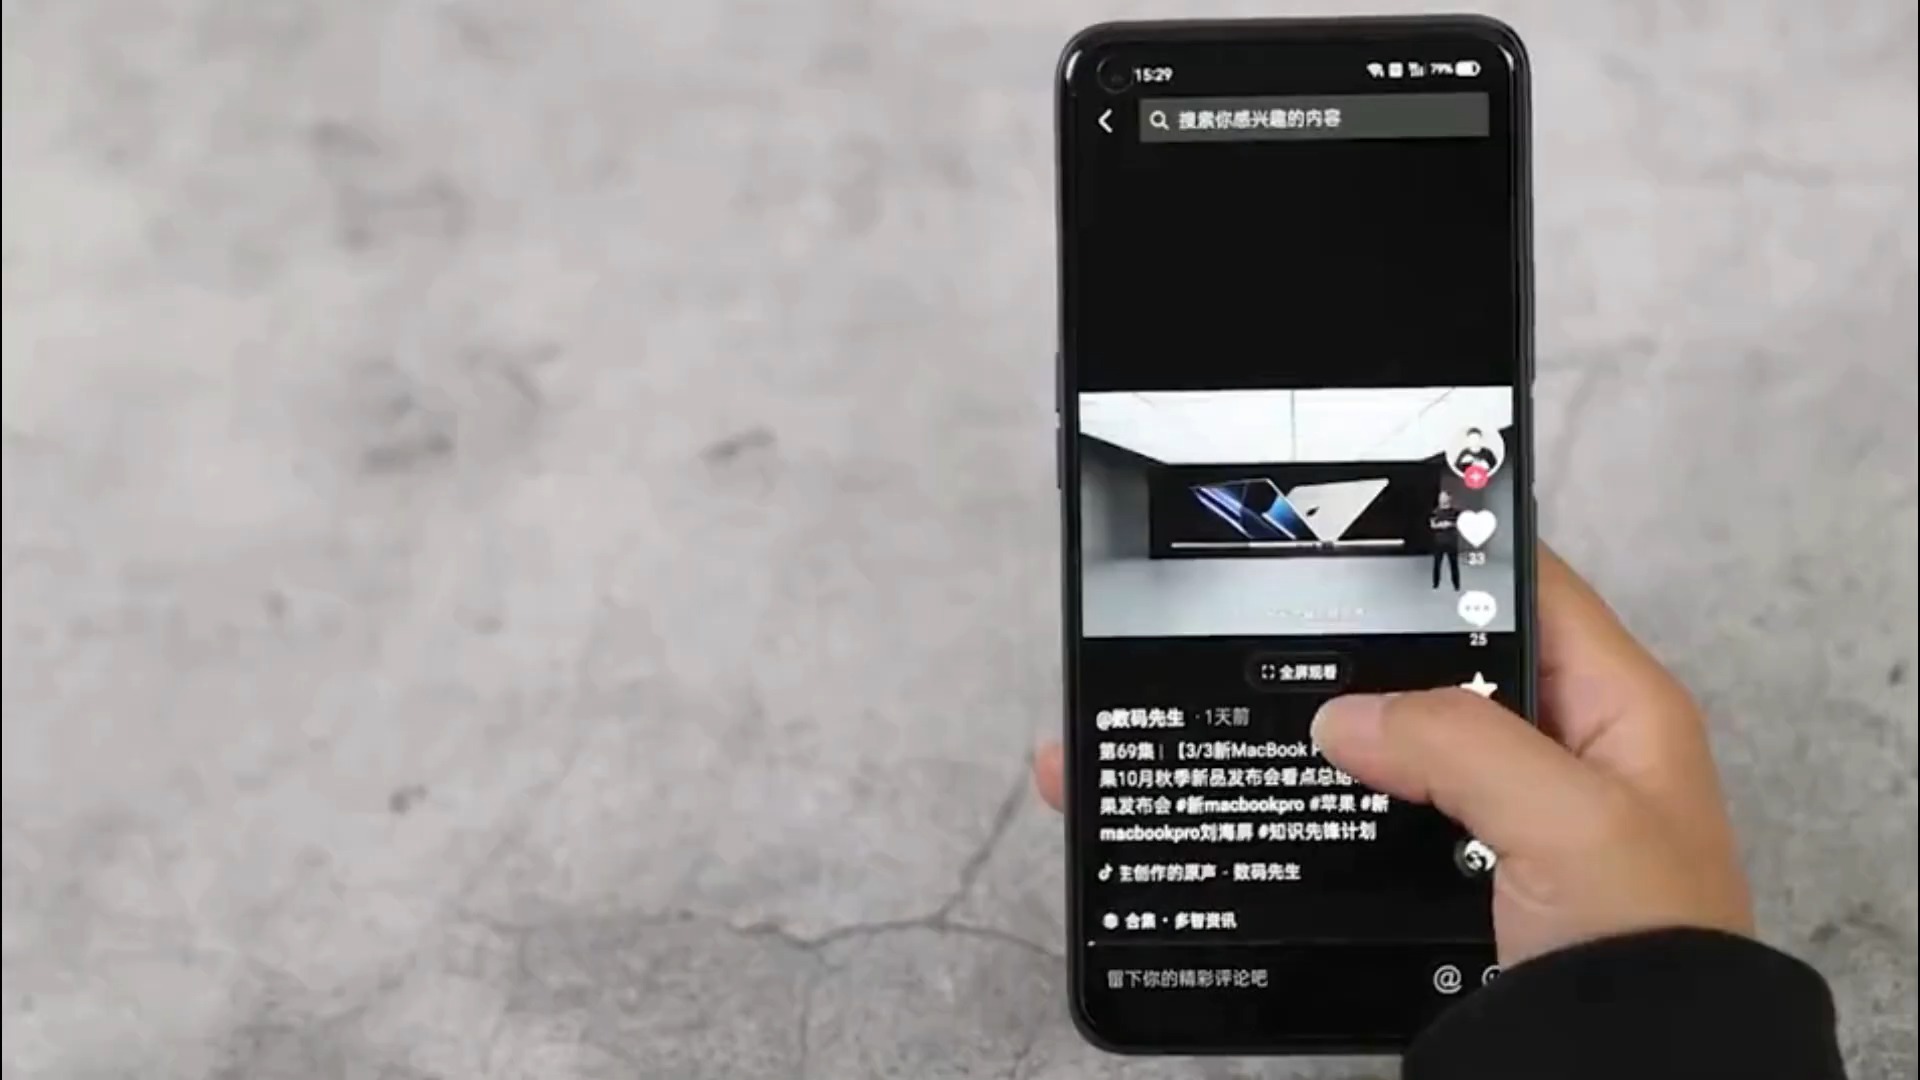 15:29
79%
搜索你感兴趣的内容
33
25
全屏观看
@数码先生 · 1天前
第69集 | 【3/3新MacBook
果10月秋季新品发布会看点总结
果发布会 #新macbookpro #苹果 #新
macbookpro刘海屏 #知识先锋计划
创作的原声 - 数码先生
合集 · 多智资讯
留下你的精彩评论吧
@